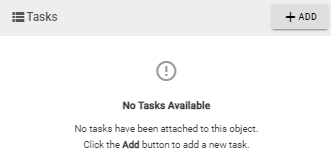 Tasks
ADD
No Tasks Available
No tasks have been attached to this object.
Click the Add button to add a new task.